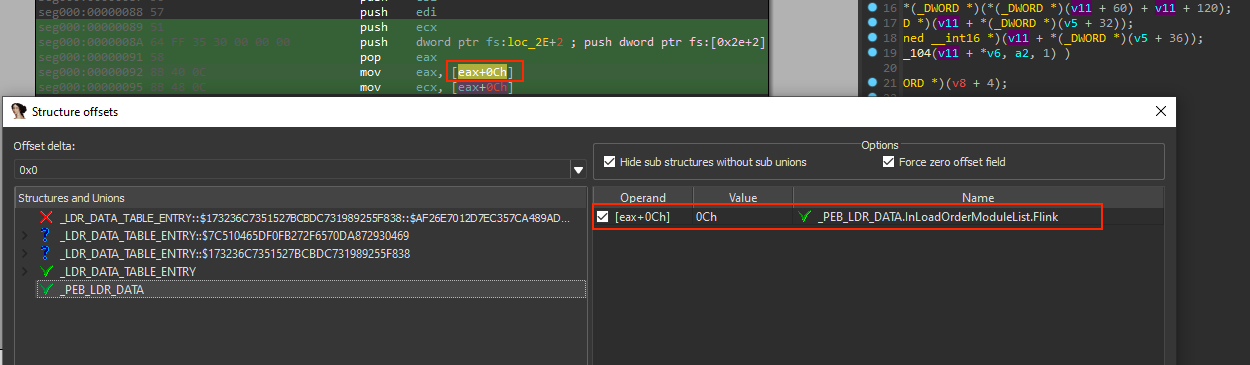 push edi
seg000:00000089 51 push ecx
seg000:0000008A 64 FF 35 30 00 00 00 push dword ptr fs:loc_2E+2 ; push dword ptr fs:[0x2e+2]
seg000:00000091 58 pop eax
seg000:00000092 8B 40 0C mov eax, [eax+0Ch]
seg000:00000095 8B 48 0C mov ecx, [eax+0Ch]
16 *(_DWORD *)(*(_DWORD *)(v11 + 60) + v11 + 120);
17 D *)(v11 + *(_DWORD *)(v5 + 32));
18 ned __int16 *)(v11 + *(_DWORD *)(v5 + 36));
19 _104(v11 + *v6, a2, 1) )
20
21 ORD *)(v8 + 4);
Structure offsets
Offset delta:
0x0
Options
Hide sub structures without sub unions
Force zero offset field
Structures and Unions
_LDR_DATA_TABLE_ENTRY::$173236C7351527BCBDC731989255F838::$AF26E7012D7EC357CA489AD...
_LDR_DATA_TABLE_ENTRY::$7C510465DF0FB272F6570DA872930469
_LDR_DATA_TABLE_ENTRY::$173236C7351527BCBDC731989255F838
_LDR_DATA_TABLE_ENTRY
_PEB_LDR_DATA
Operand Value Name
[eax+0Ch] 0Ch _PEB_LDR_DATA.InLoadOrderModuleList.Flink